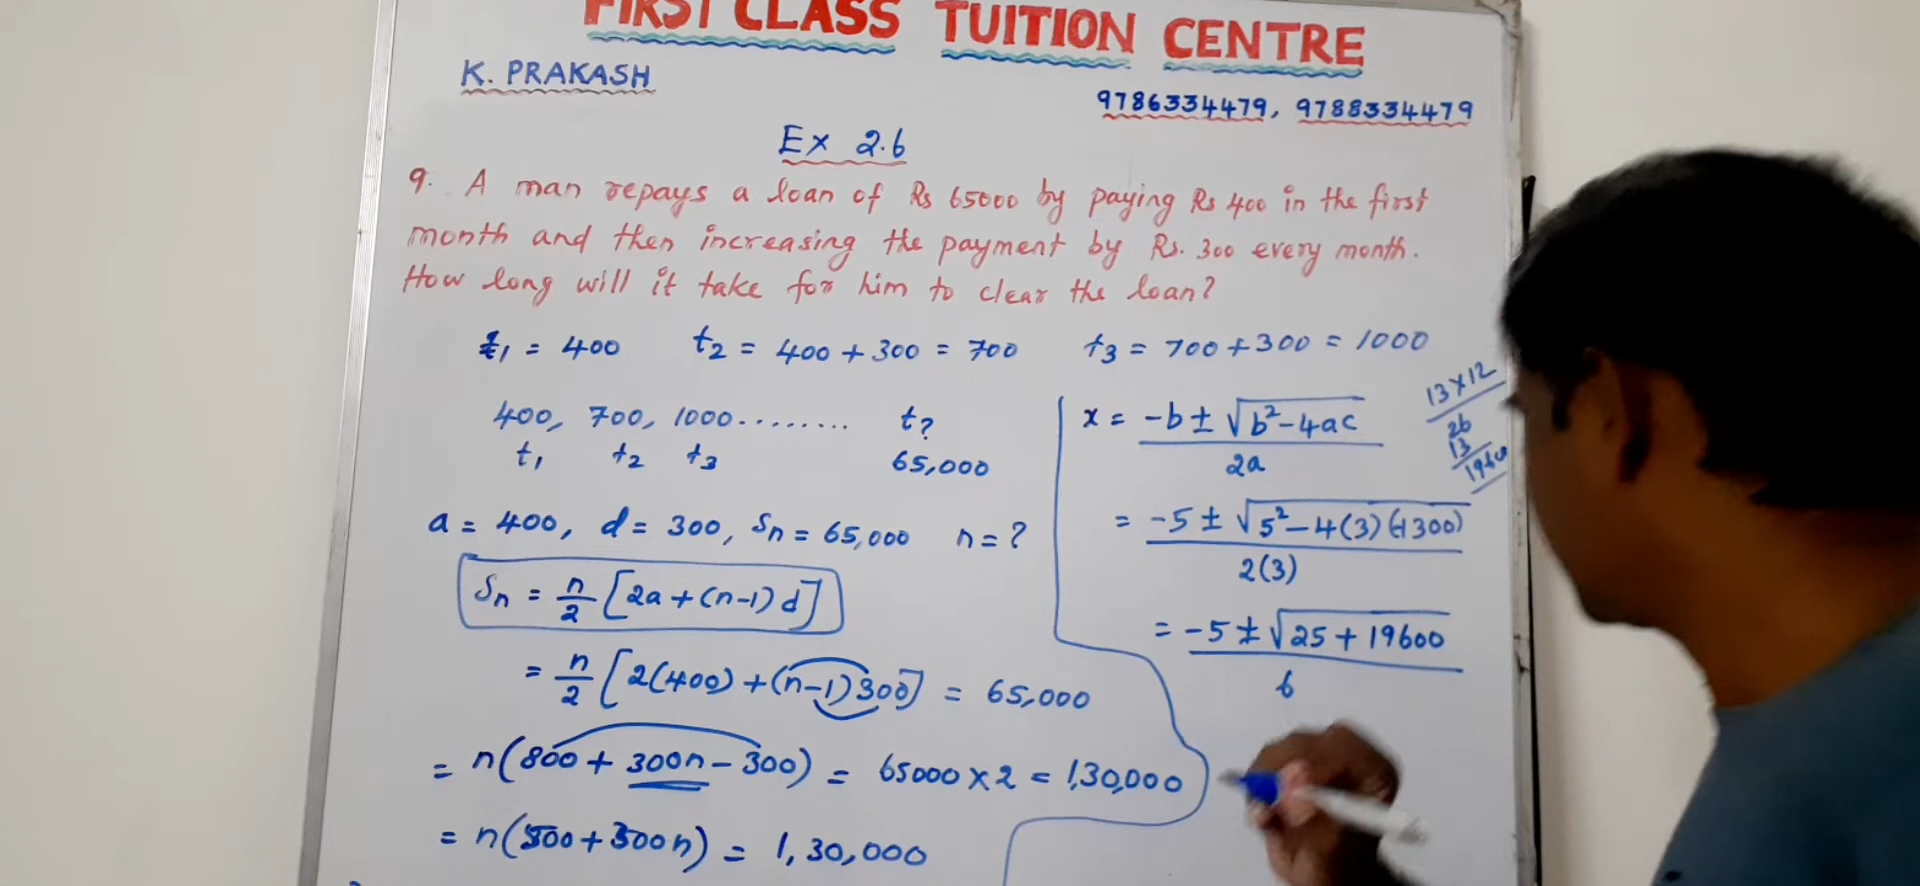 FIRST CLASS TUITION CENTRE
K. PRAKASH
9786334479, 9788334479
Ex 2.6
9. A man repays a loan of Rs 65000 by paying Rs 400 in the first
month and then increasing the payment by Rs. 300 every month.
How long will it take for him to clear the loan?
t₁ = 400 t₂ = 400 + 300 = 700 t₃ = 700 + 300 = 1000
400, 700, 1000........ t?
t₁ t₂ t₃ 65,000
a = 400, d = 300, Sn = 65,000 n = ?
Sn = n/2 [2a + (n-1) d]
= n/2 [2(400) + (n-1)300] = 65,000
= n(800 + 300n - 300) = 65000 × 2 = 1,30,000
= n(500 + 300n) = 1,30,000
x = -b ± √b² - 4ac / 2a
= -5 ± √5² - 4(3)(-1300) / 2(3)
= -5 ± √25 + 19600 / 6
13 × 12
26
13